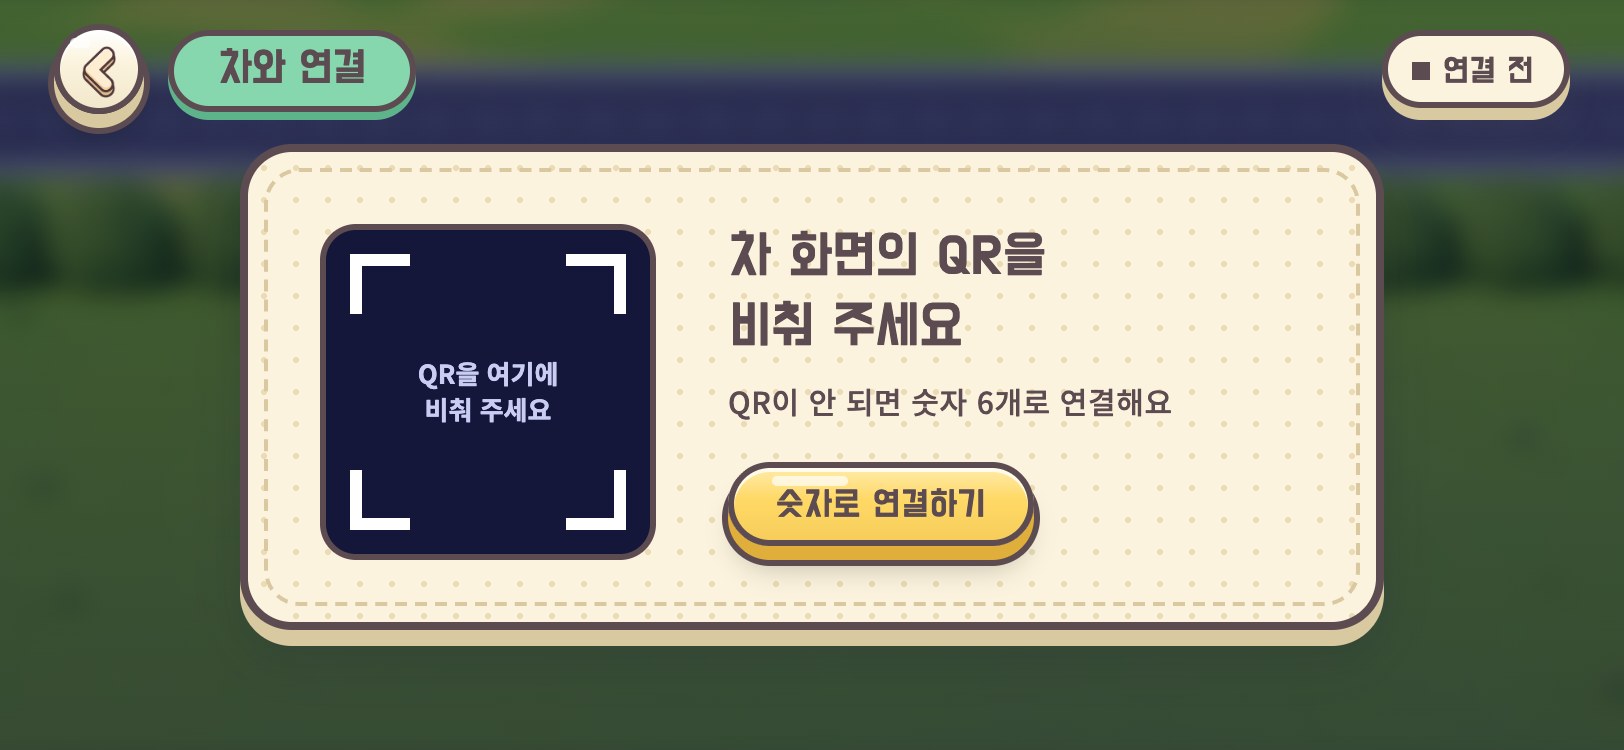 차와 연결
연결 전
차 화면의 QR을
비춰 주세요
QR을 여기에
비춰 주세요
QR이 안 되면 숫자 6개로 연결해요
숫자로 연결하기